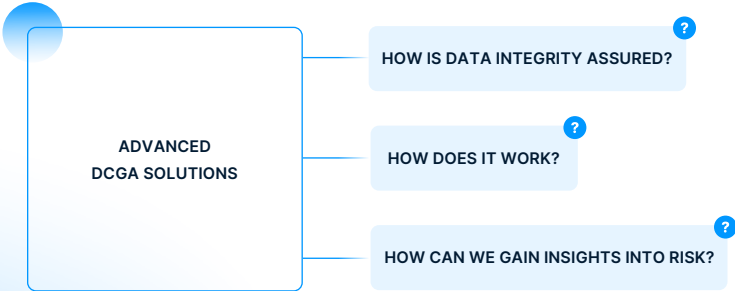 ADVANCED
DCGA SOLUTIONS
?
HOW IS DATA INTEGRITY ASSURED?
?
HOW DOES IT WORK?
?
HOW CAN WE GAIN INSIGHTS INTO RISK?